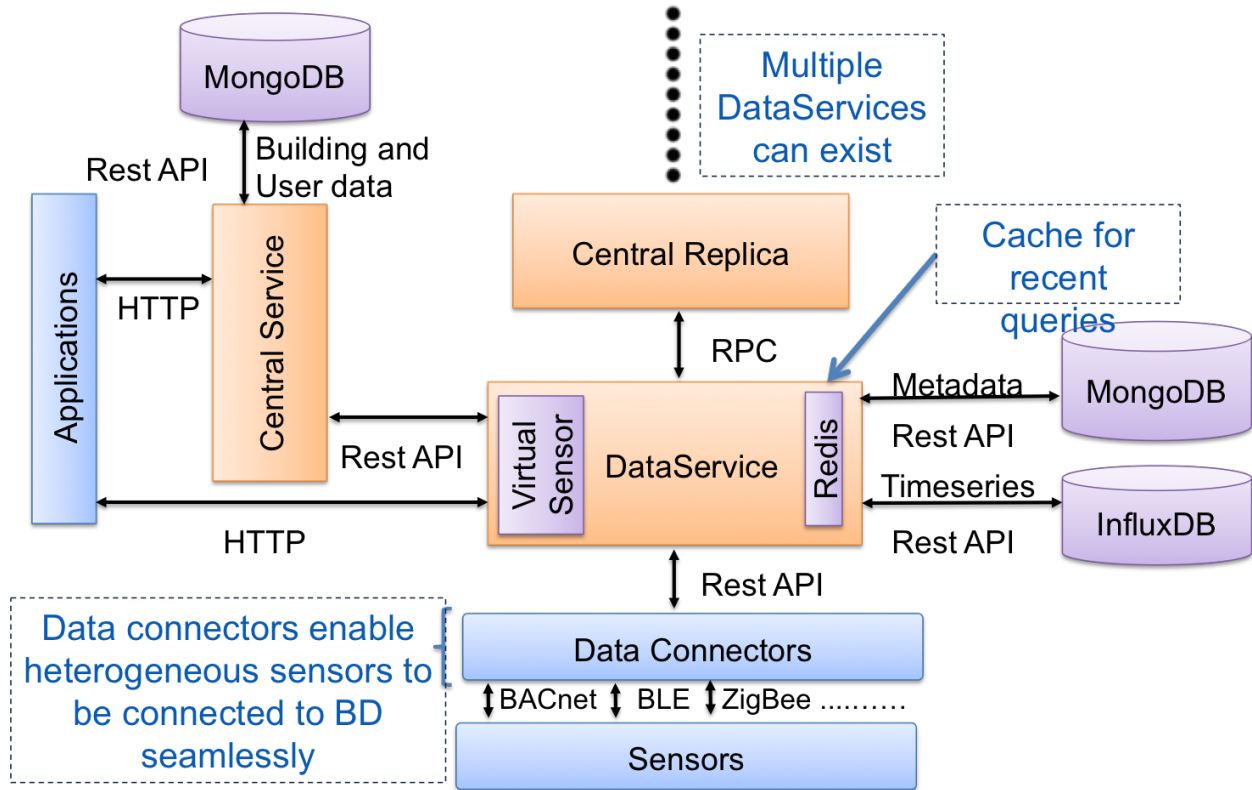 MongoDB
Multiple
DataServices
can exist
Rest API
Building and
User data
Applications
HTTP
Central Service
Central Replica
Cache for
recent
queries
RPC
Rest API
HTTP
Virtual
Sensor
DataService
Redis
Metadata
Rest API
MongoDB
Timeseries
Rest API
InfluxDB
Rest API
Data connectors enable
heterogeneous sensors to
be connected to BD
seamlessly
Data Connectors
BACnet BLE ZigBee ...........
Sensors